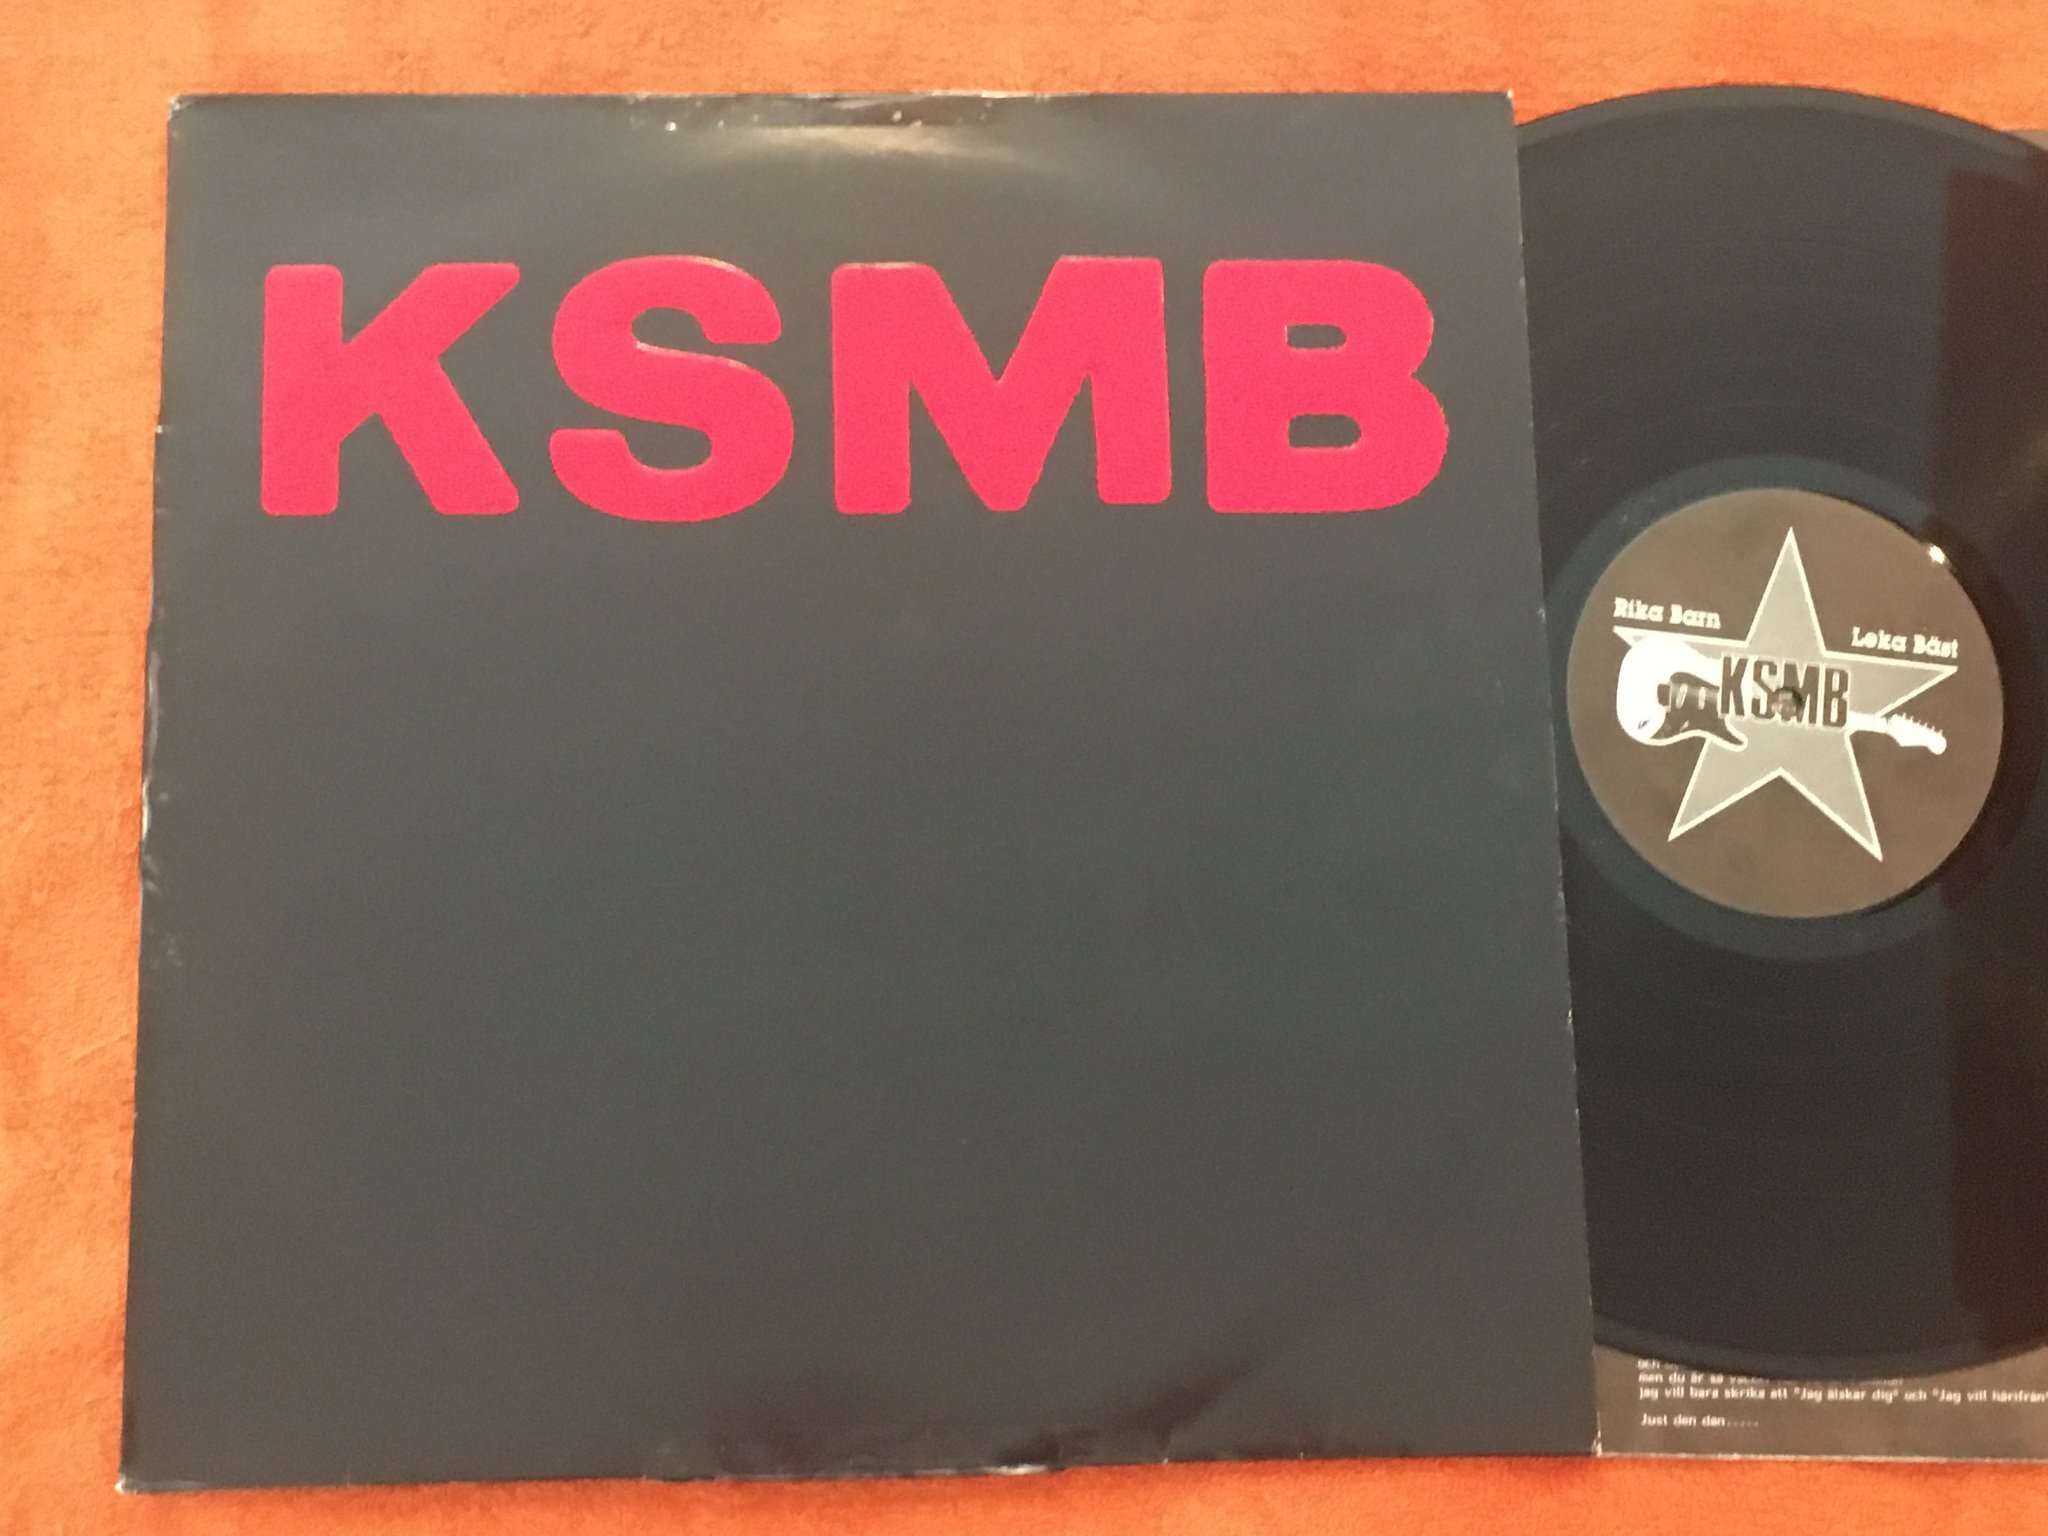 KSMB
Rika Barn
Leka Bäst
KSMB
men du är så
jag vill bara skrika att "Jag älskar dig" och "Jag vill härifrån"
Just den dan.....